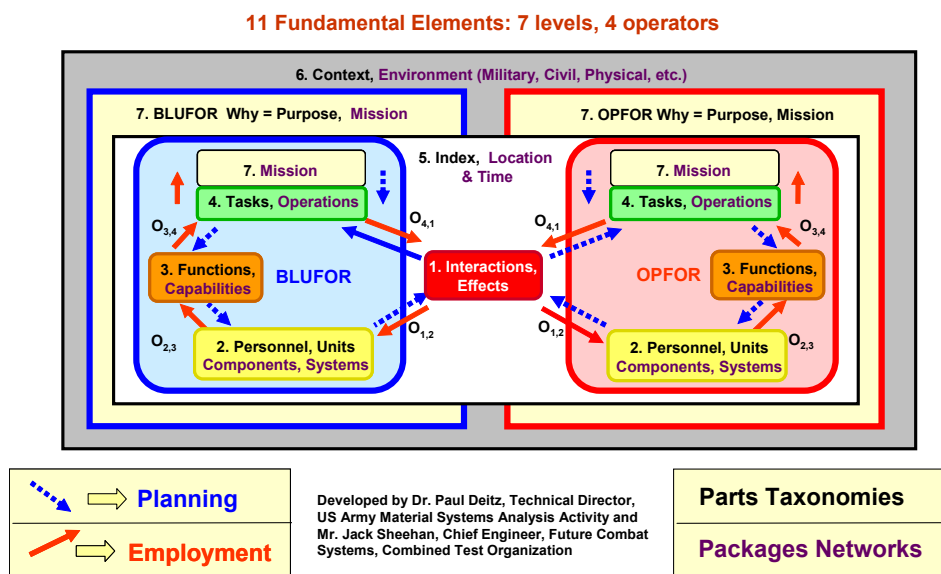 11 Fundamental Elements: 7 levels, 4 operators
6. Context, Environment (Military, Civil, Physical, etc.)
7. BLUFOR Why = Purpose, Mission
7. OPFOR Why = Purpose, Mission
5. Index, Location
& Time
7. Mission
4. Tasks, Operations
O4,1
O3,4
3. Functions,
Capabilities
BLUFOR
O2,3
2. Personnel, Units
Components, Systems
O1,2
1. Interactions,
Effects
7. Mission
4. Tasks, Operations
O4,1
O3,4
OPFOR
3. Functions,
Capabilities
O1,2
O2,3
2. Personnel, Units
Components, Systems
Planning
Employment
Developed by Dr. Paul Deitz, Technical Director,
US Army Material Systems Analysis Activity and
Mr. Jack Sheehan, Chief Engineer, Future Combat
Systems, Combined Test Organization
Parts Taxonomies
Packages Networks